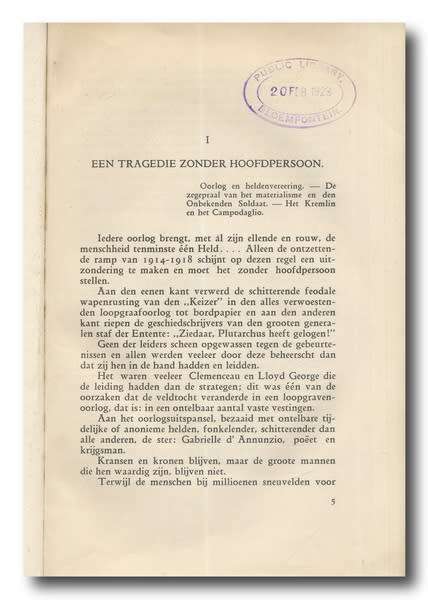 PUBLIC LIBRARY,
20 FEB 1923
BLOEMFONTEIN
I
EEN TRAGEDIE ZONDER HOOFDPERSOON.
Oorlog en heldenvereering. — De
zegepraal van het materialisme en den
Onbekenden Soldaat. — Het Kremlin
en het Campodaglio.
Iedere oorlog brengt, met ál zijn ellende en rouw, de
menschheid tenminste één Held.... Alleen de ontzetten-
de ramp van 1914-1918 schijnt op dezen regel een uit-
zondering te maken en moet het zonder hoofdpersoon
stellen.
Aan den eenen kant verwerd de schitterende feodale
wapenrusting van den „Keizer” in den alles verwoesten-
den loopgraafoorlog tot bordpapier en aan den anderen
kant riepen de geschiedschrijvers van den grooten genera-
len staf der Entente: „Ziedaar, Plutarchus heeft gelogen!”
Geen der leiders scheen opgewassen tegen de gebeurte-
nissen en allen werden veeleer door deze beheerscht dan
dat zij hen in de hand hadden en leidden.
Het waren veeleer Clemenceau en Lloyd George die
de leiding hadden dan de strategen; dit was één van de
oorzaken dat de veldtocht veranderde in een loopgraven-
oorlog, dat is: in een ontelbaar aantal vaste vestingen.
Aan het oorlogsuitspansel, bezaaid met ontelbare tij-
delijke of anonieme helden, fonkelender, schitterender dan
alle anderen, de ster: Gabrielle d' Annunzio, poëet en
krijgsman.
Kransen en kronen blijven, maar de groote mannen
die hen waardig zijn, blijven niet.
Terwijl de menschen bij millioenen sneuvelden voor
5